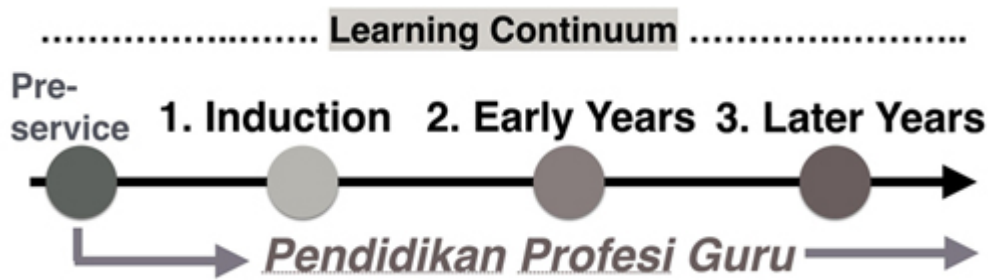 Learning Continuum
Pre-
service
1. Induction
2. Early Years
3. Later Years
Pendidikan Profesi Guru